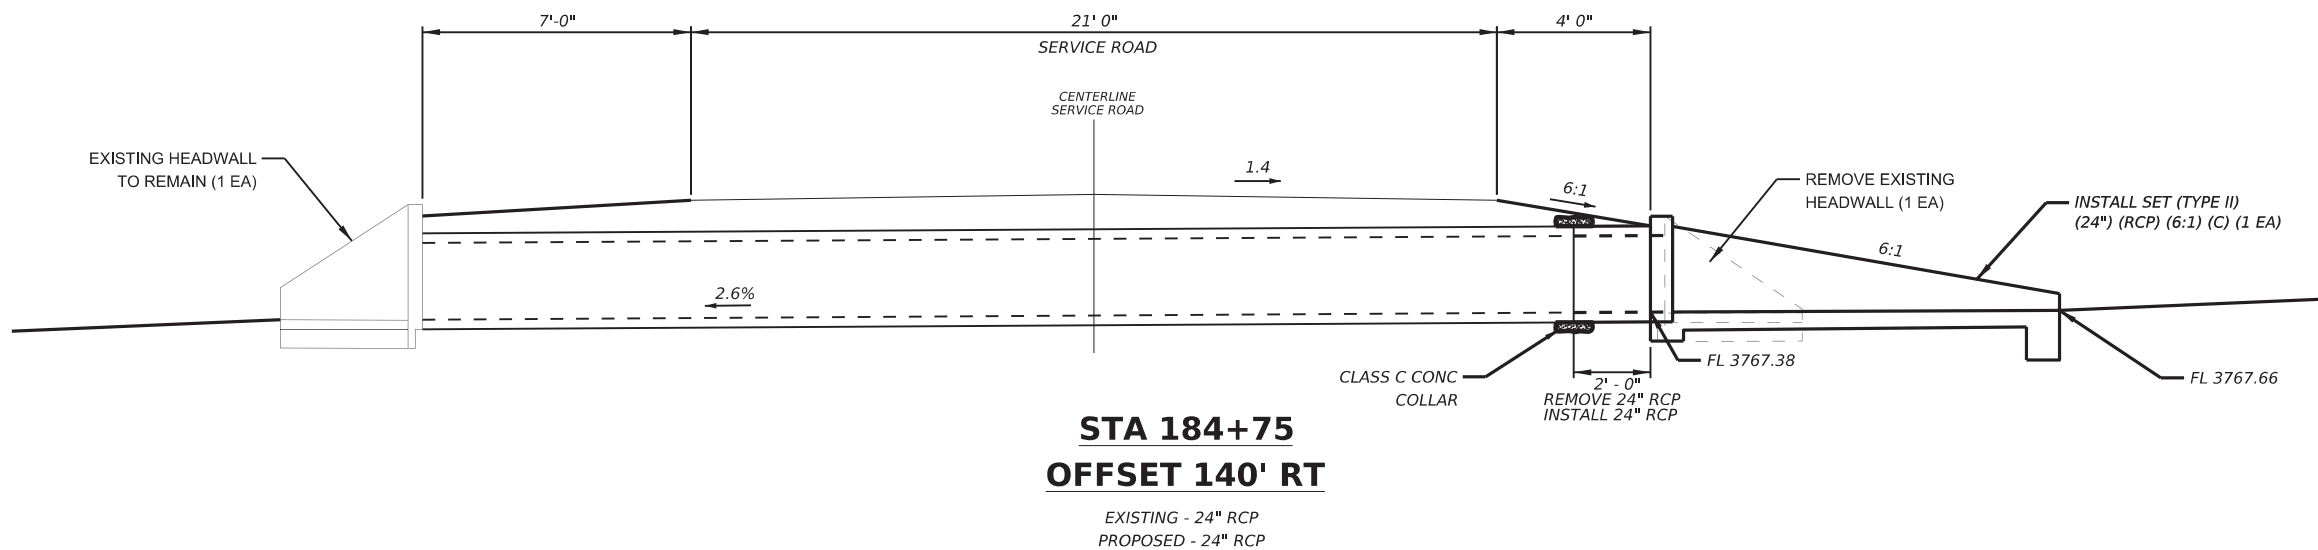 7'-0"
21' 0"
4' 0"
SERVICE ROAD
CENTERLINE
SERVICE ROAD
EXISTING HEADWALL
TO REMAIN (1 EA)
1.4
6:1
REMOVE EXISTING
HEADWALL (1 EA)
INSTALL SET (TYPE II)
(24") (RCP) (6:1) (C) (1 EA)
6:1
2.6%
FL 3767.38
CLASS C CONC
COLLAR
FL 3767.66
2' - 0"
REMOVE 24" RCP
INSTALL 24" RCP
STA 184+75
OFFSET 140' RT
EXISTING - 24" RCP
PROPOSED - 24" RCP